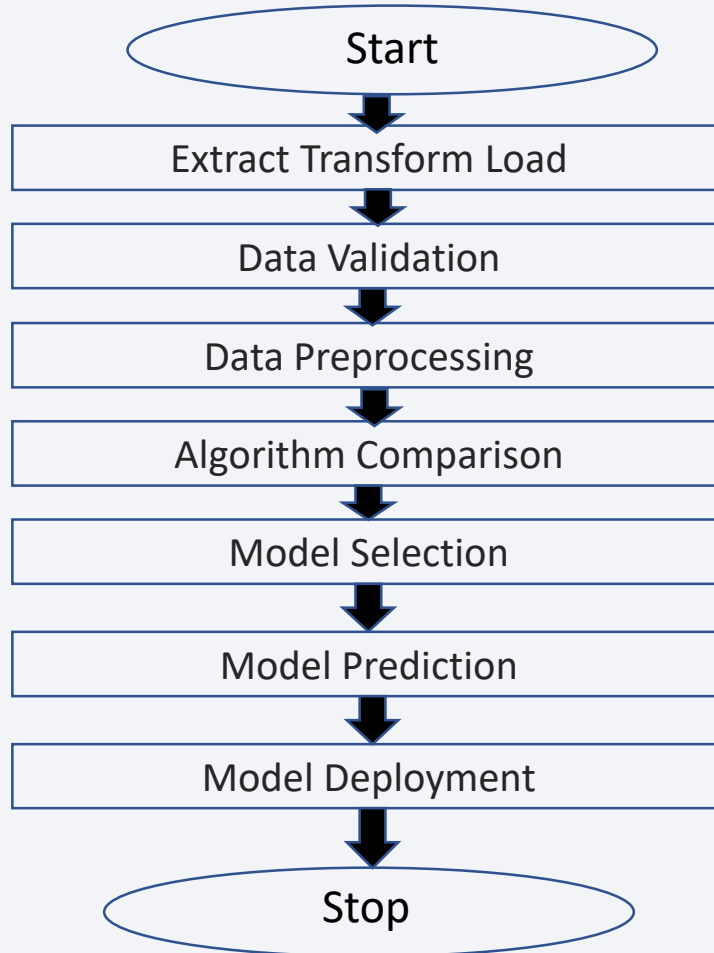 Start
Extract Transform Load
Data Validation
Data Preprocessing
Algorithm Comparison
Model Selection
Model Prediction
Model Deployment
Stop